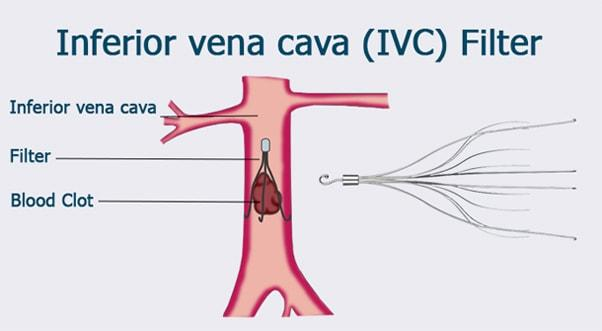 Inferior vena cava (IVC) Filter
Inferior vena cava
Filter
Blood Clot